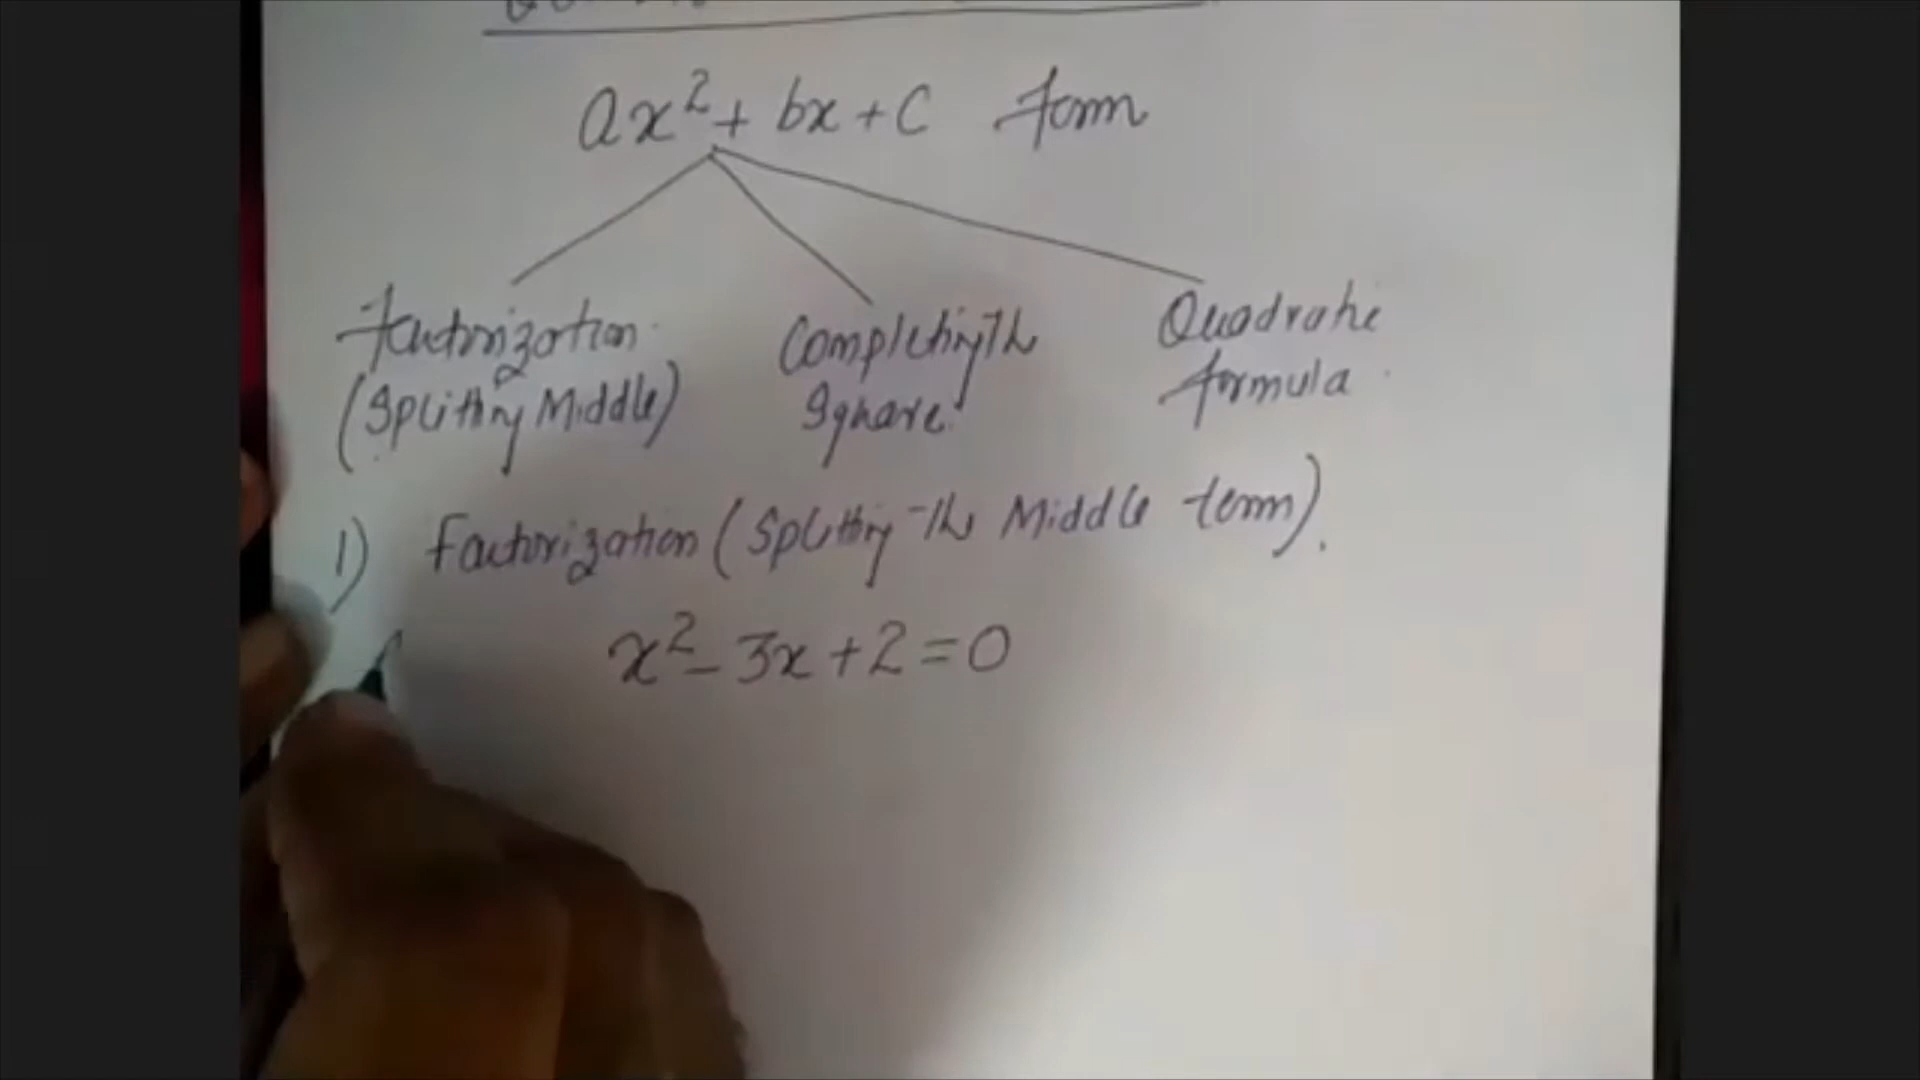 ax² + bx + C form
Factorization Completing The Quadratic
(Splitting Middle) Square formula
1) Factorization (Splitting the Middle term).
x² - 3x + 2 = 0